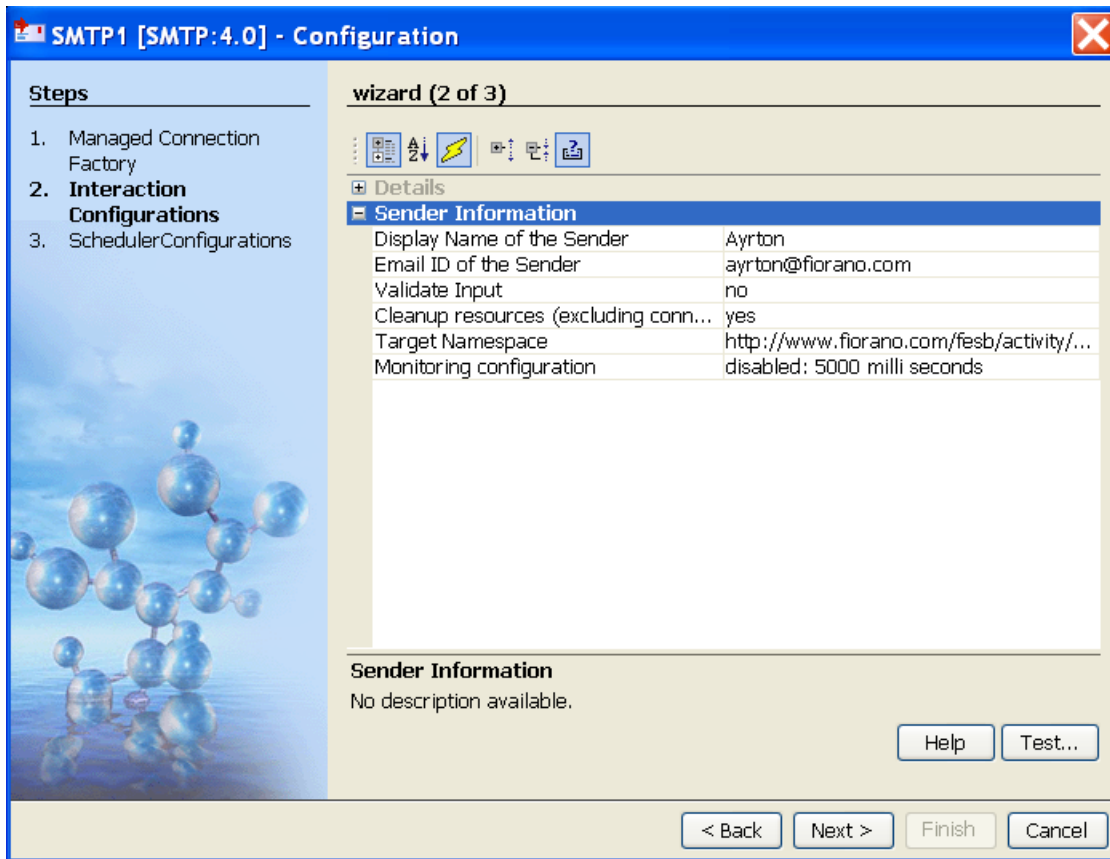 SMTP1 [SMTP:4.0] - Configuration
Steps
1. Managed Connection
Factory
2. Interaction
Configurations
3. SchedulerConfigurations
wizard (2 of 3)
Details
Sender Information
Display Name of the Sender Ayrton
Email ID of the Sender ayrton@fiorano.com
Validate Input no
Cleanup resources (excluding conn... yes
Target Namespace http://www.fiorano.com/fesb/activity/...
Monitoring configuration disabled: 5000 milli seconds
Sender Information
No description available.
Help Test...
< Back Next > Finish Cancel